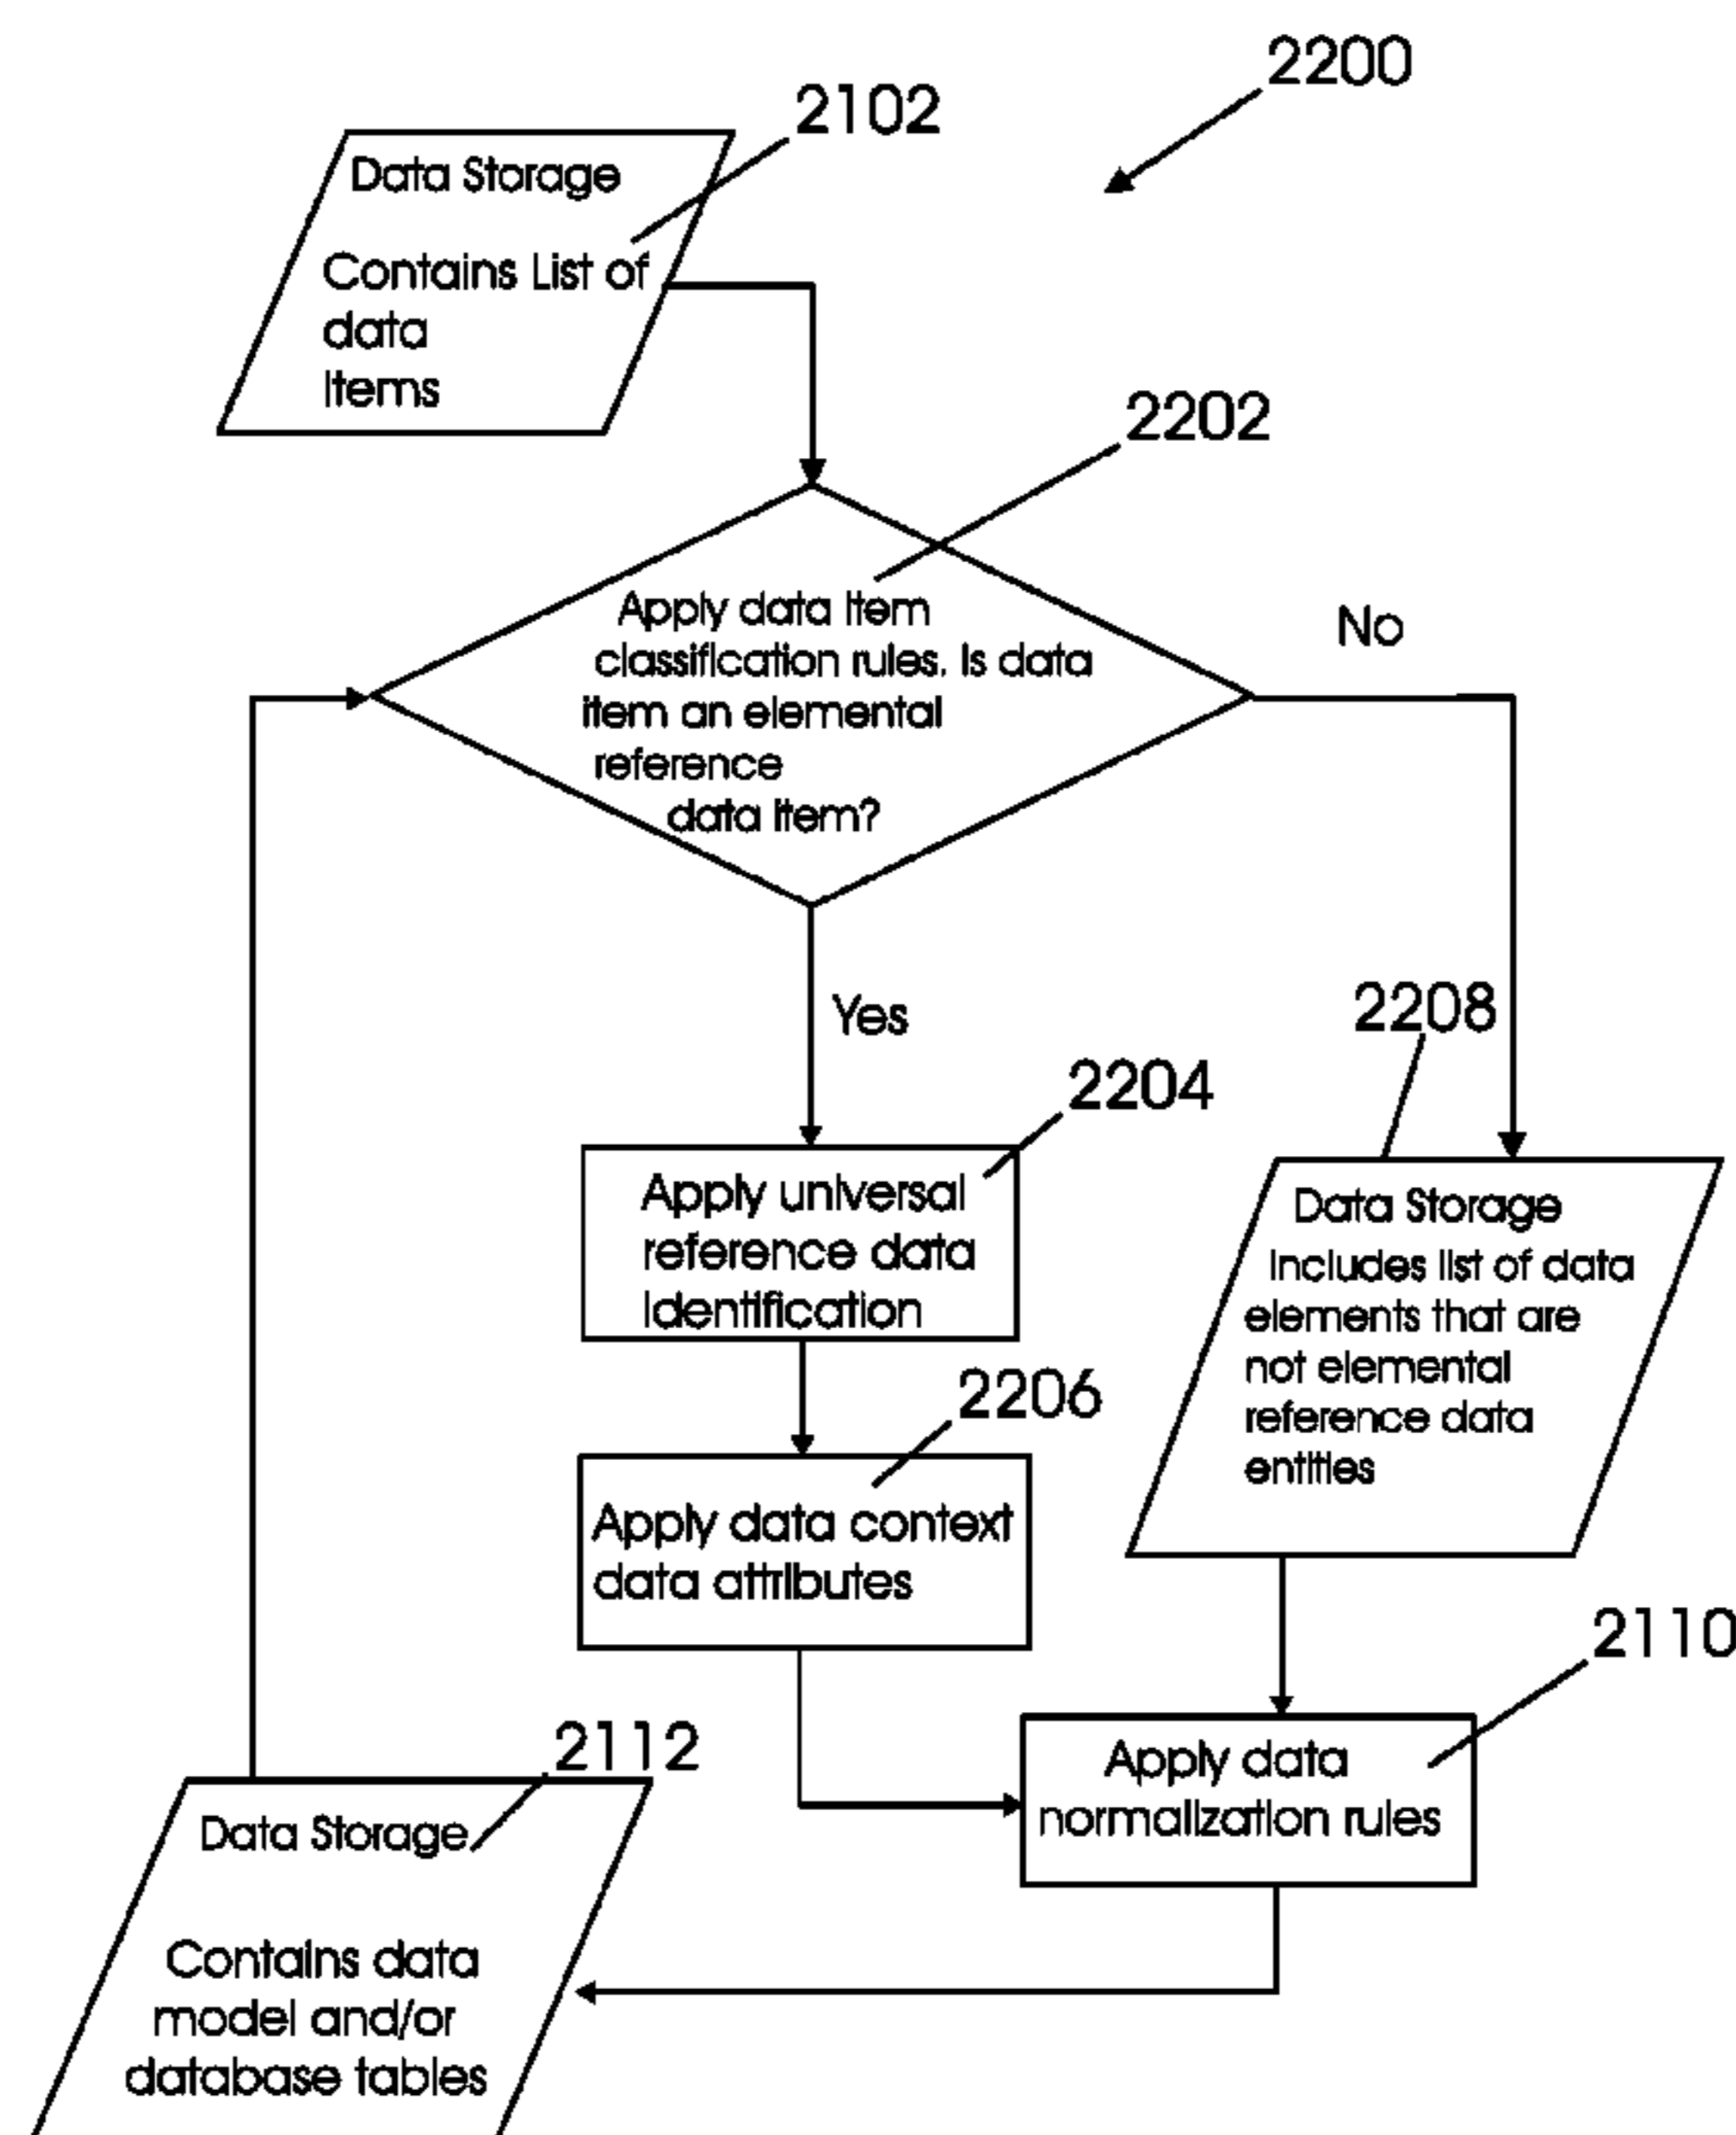 2200
2102
Data Storage
Contains List of
data
Items
2202
Apply data item
classification rules. Is data
item an elemental
reference
data item?
No
Yes
2208
2204
Apply universal
reference data
identification
Data Storage
Includes list of data
elements that are
not elemental
reference data
entities
2206
Apply data context
data attributes
2110
Apply data
normalization rules
2112
Data Storage
Contains data
model and/or
database tables